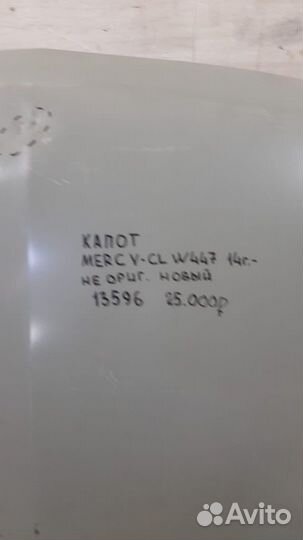 КАПОТ
MERC V-CL W447 14г.-
НЕ ОРИГ. НОВЫЙ
13596 25.000р
Avito